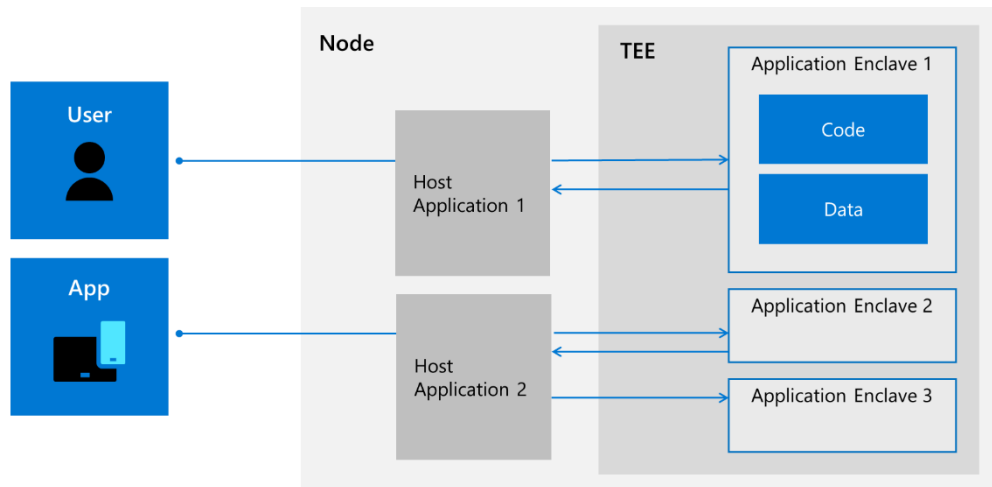 Node
TEE
Application Enclave 1
Code
Data
User
Host
Application 1
App
Host
Application 2
Application Enclave 2
Application Enclave 3